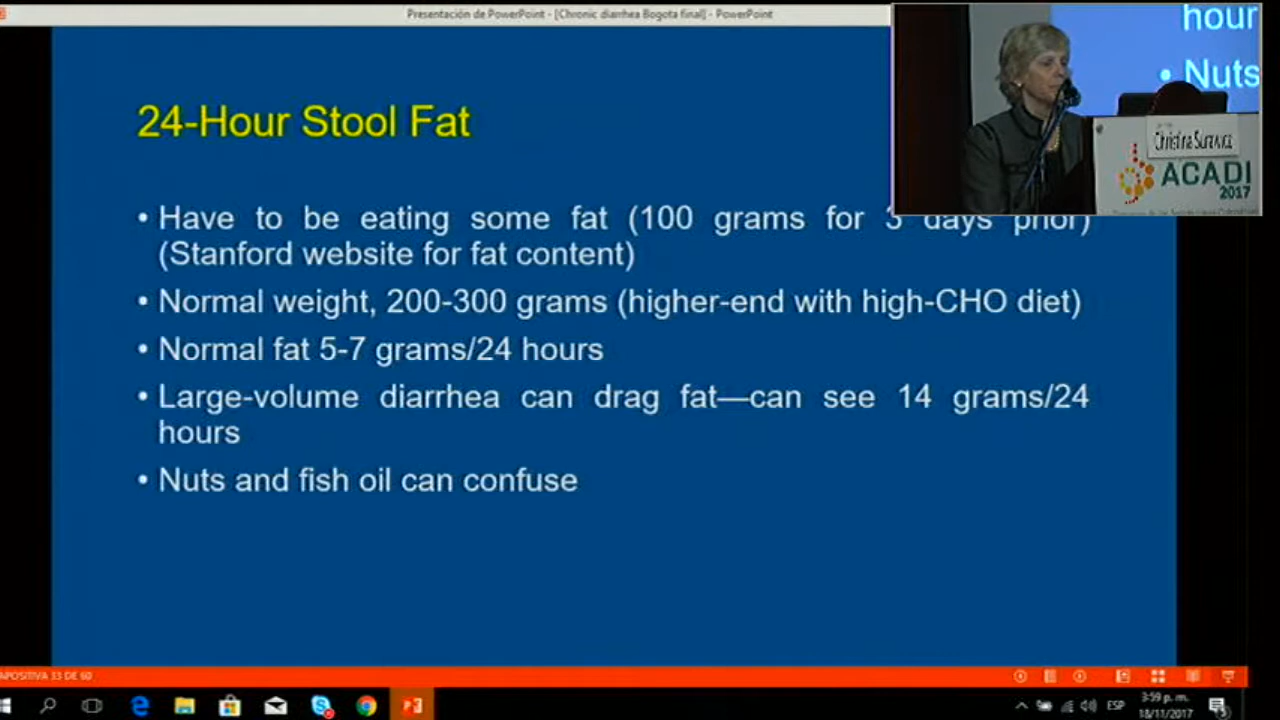 Presentación de PowerPoint - [Chronic diarrhea Bogota final] - PowerPoint
hour
• Nuts
Christina Surawicz
ACADI
2017
24-Hour Stool Fat
• Have to be eating some fat (100 grams for 3 days prior)
(Stanford website for fat content)
• Normal weight, 200-300 grams (higher-end with high-CHO diet)
• Normal fat 5-7 grams/24 hours
• Large-volume diarrhea can drag fat—can see 14 grams/24
hours
• Nuts and fish oil can confuse
APOSITIVA 33 DE 60
ESP
3:59 p. m.
18/11/2017